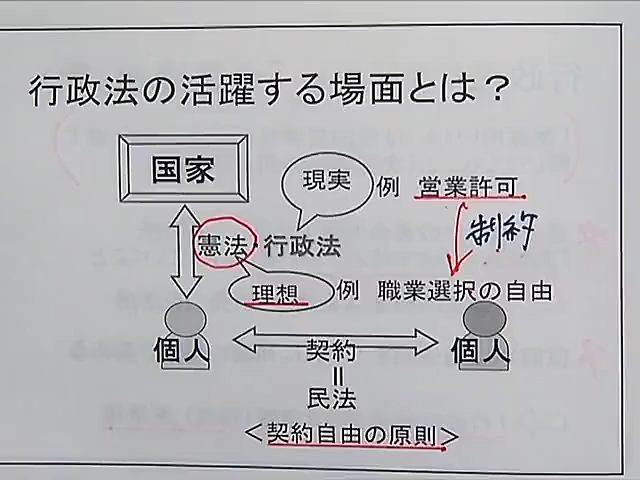 行政法の活躍する場面とは？
国家
現実
例 営業許可
制約
憲法・行政法
理想
例 職業選択の自由
個人
個人
契約
＝
民法
＜契約自由の原則＞